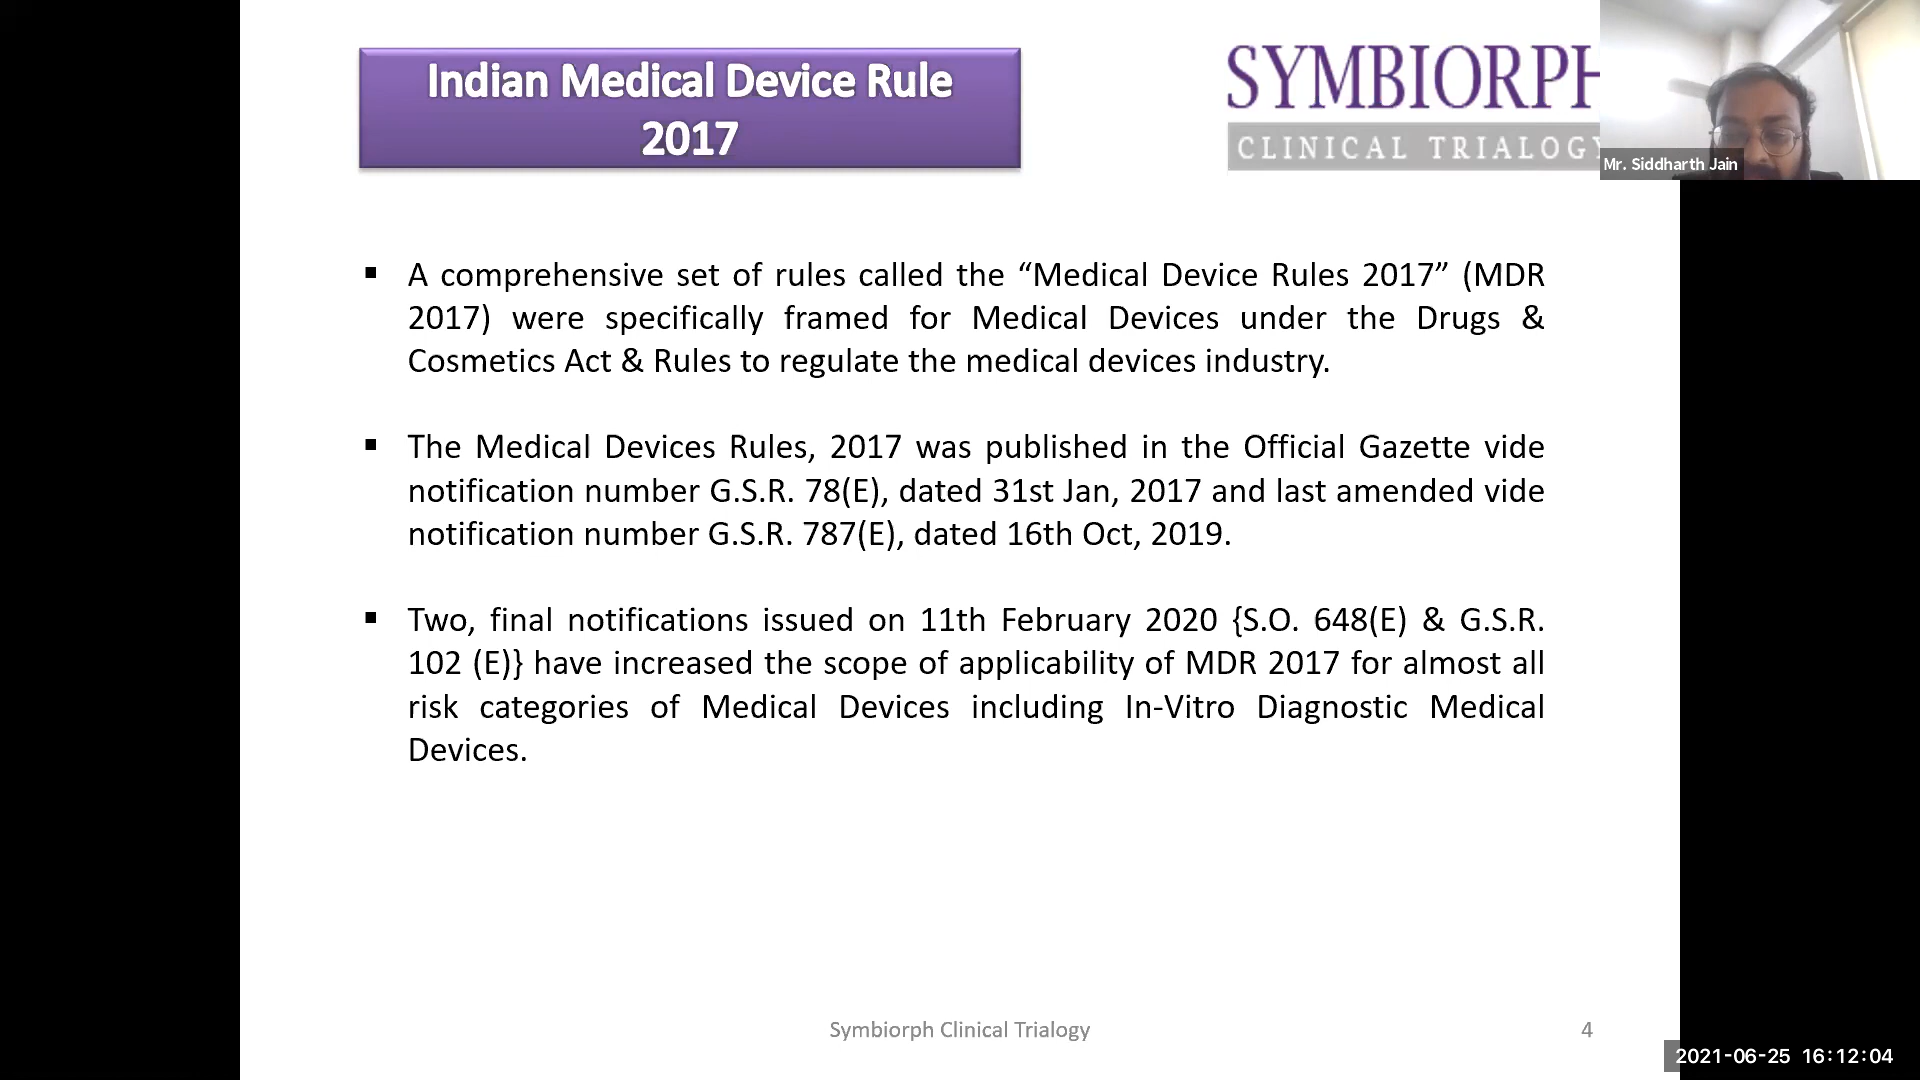 Indian Medical Device Rule
2017
SYMBIORPH
CLINICAL TRIALOGY
Mr. Siddharth Jain
▪ A comprehensive set of rules called the “Medical Device Rules 2017” (MDR
2017) were specifically framed for Medical Devices under the Drugs &
Cosmetics Act & Rules to regulate the medical devices industry.
▪ The Medical Devices Rules, 2017 was published in the Official Gazette vide
notification number G.S.R. 78(E), dated 31st Jan, 2017 and last amended vide
notification number G.S.R. 787(E), dated 16th Oct, 2019.
▪ Two, final notifications issued on 11th February 2020 {S.O. 648(E) & G.S.R.
102 (E)} have increased the scope of applicability of MDR 2017 for almost all
risk categories of Medical Devices including In-Vitro Diagnostic Medical
Devices.
Symbiorph Clinical Trialogy
4
2021-06-25 16:12:04